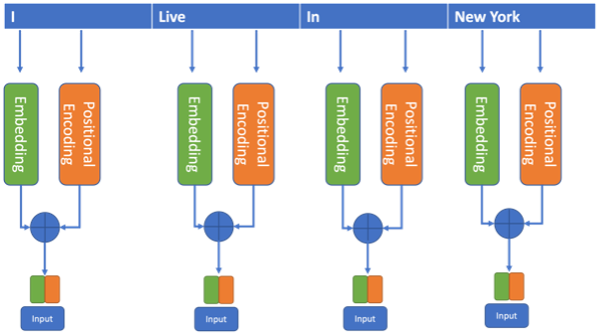 I Live In New York
Embedding Positional Encoding Embedding Positional Encoding Embedding Positional Encoding Embedding Positional Encoding
Input Input Input Input